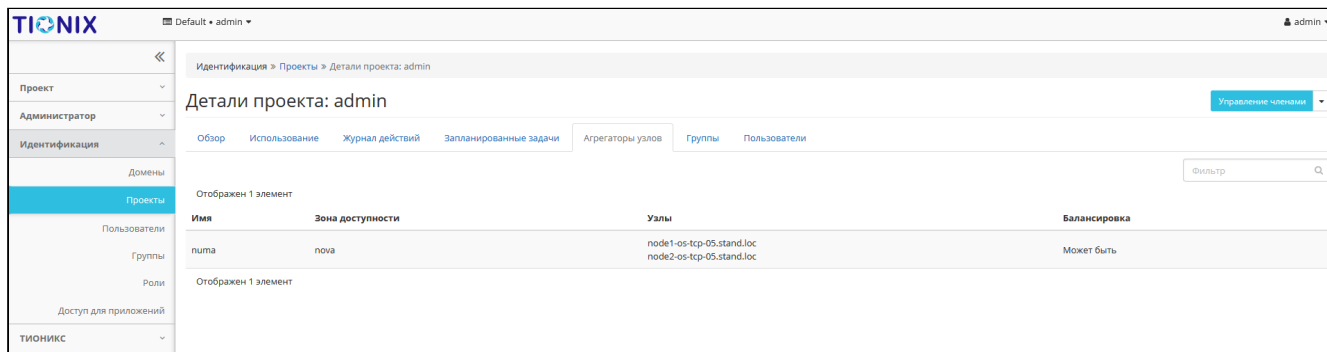 TIONIX
Default • admin
admin
Идентификация » Проекты » Детали проекта: admin
Проект
Администратор
Идентификация
Домены
Проекты
Пользователи
Группы
Роли
Доступ для приложений
ТИОНИКС
Детали проекта: admin
Управление членами
Обзор Использование Журнал действий Запланированные задачи Агрегаторы узлов Группы Пользователи
Фильтр
Отображен 1 элемент
Имя Зона доступности Узлы Балансировка
numa nova node1-os-tcp-05.stand.loc Может быть
node2-os-tcp-05.stand.loc
Отображен 1 элемент